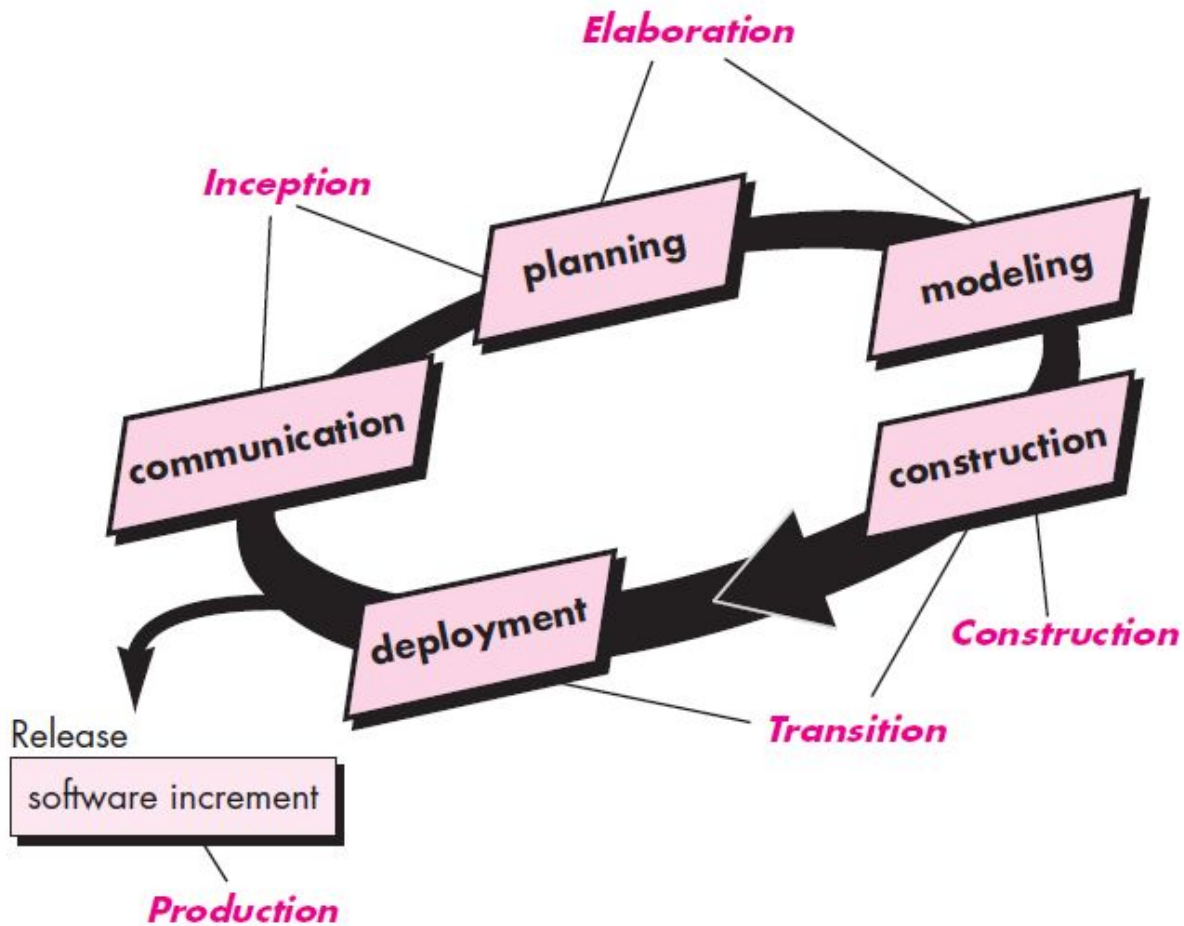 Elaboration
Inception
planning
modeling
communication
construction
deployment
Construction
Transition
Release
software increment
Production